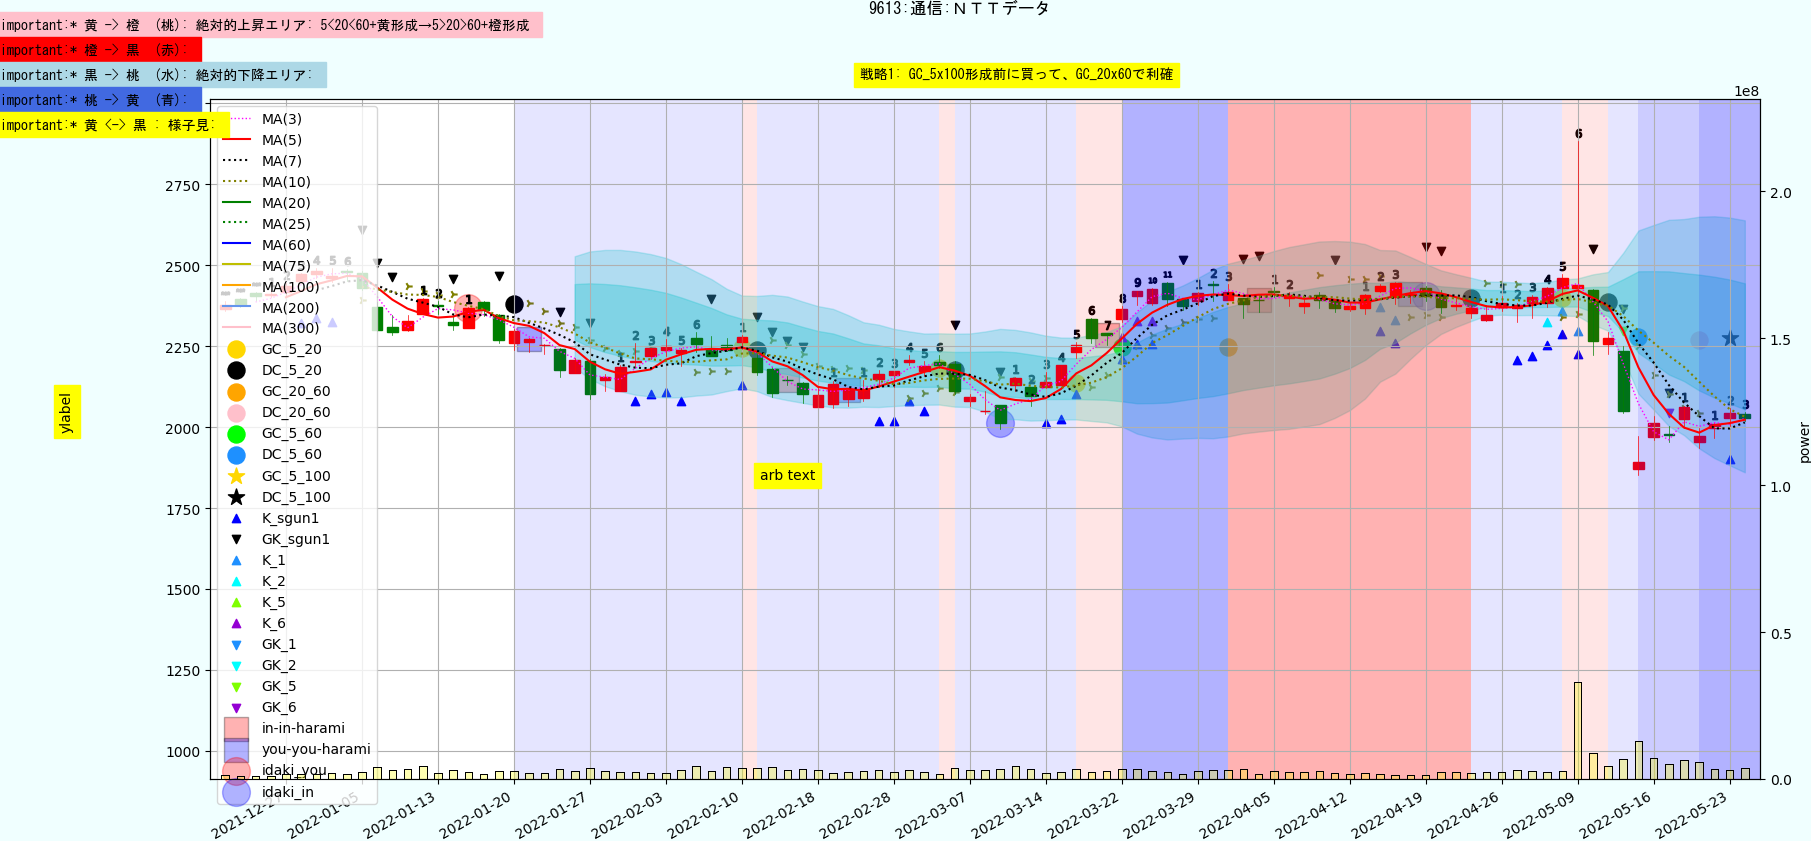 9613:通信:ＮＴＴデータ
important:* 黄 -> 橙 (桃): 絶対的上昇エリア: 5<20<60+黄形成→5>20>60+橙形成
important:* 橙 -> 黒 (赤):
important:* 黒 -> 桃 (水): 絶対的下降エリア:
important:* 桃 -> 黄 (青):
important:* 黄 <-> 黒 : 様子見:
戦略1: GC_5x100形成前に買って、GC_20x60で利確
1e8
MA(3)
MA(5)
MA(7)
MA(10)
MA(20)
MA(25)
MA(60)
MA(75)
MA(100)
MA(200)
MA(300)
GC_5_20
DC_5_20
GC_20_60
DC_20_60
GC_5_60
DC_5_60
GC_5_100
DC_5_100
K_sgun1
GK_sgun1
K_1
K_2
K_5
K_6
GK_1
GK_2
GK_5
GK_6
in-in-harami
you-you-harami
idaki_you
idaki_in
2750
2500
2250
2000
1750
1500
1250
1000
ylabel
arb text
2.0
1.5
1.0
0.5
0.0
power
2021-12-27
2022-01-05
2022-01-13
2022-01-20
2022-01-27
2022-02-03
2022-02-10
2022-02-18
2022-02-28
2022-03-07
2022-03-14
2022-03-22
2022-03-29
2022-04-05
2022-04-12
2022-04-19
2022-04-26
2022-05-09
2022-05-16
2022-05-23